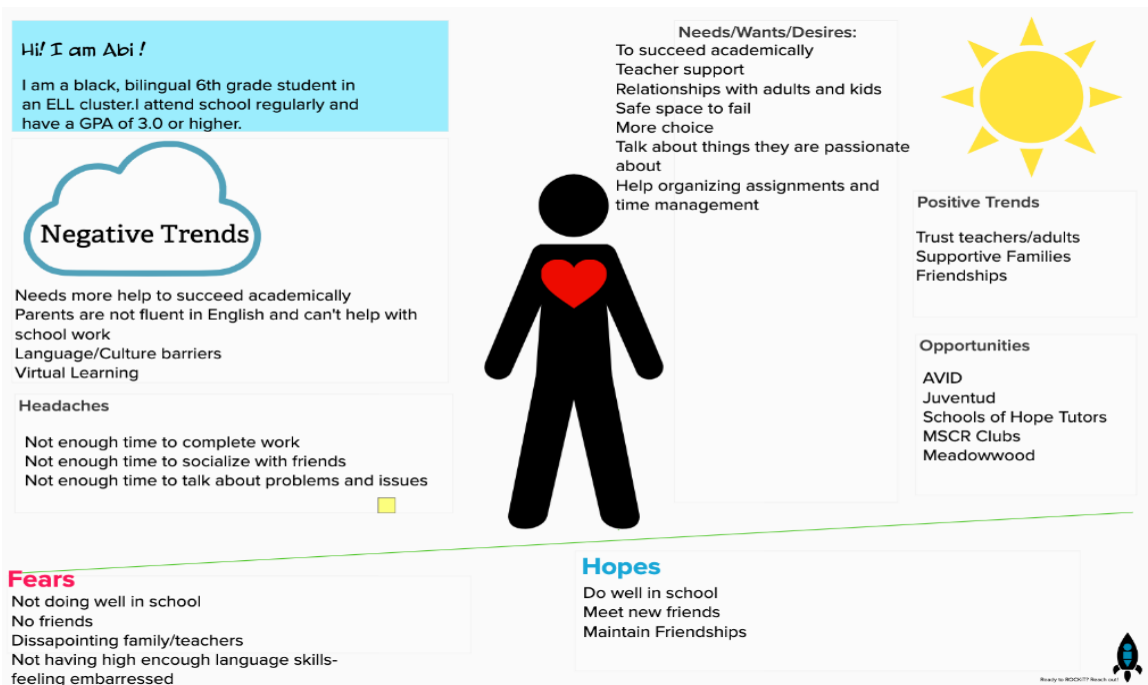 Hi! I am Abi !
I am a black, bilingual 6th grade student in
an ELL cluster.I attend school regularly and
have a GPA of 3.0 or higher.
Negative Trends
Needs more help to succeed academically
Parents are not fluent in English and can't help with
school work
Language/Culture barriers
Virtual Learning
Headaches
Not enough time to complete work
Not enough time to socialize with friends
Not enough time to talk about problems and issues
Needs/Wants/Desires:
To succeed academically
Teacher support
Relationships with adults and kids
Safe space to fail
More choice
Talk about things they are passionate
about
Help organizing assignments and
time management
Positive Trends
Trust teachers/adults
Supportive Families
Friendships
Opportunities
AVID
Juventud
Schools of Hope Tutors
MSCR Clubs
Meadowwood
Fears
Not doing well in school
No friends
Dissapointing family/teachers
Not having high encough language skills-
feeling embarressed
Hopes
Do well in school
Meet new friends
Maintain Friendships
Ready to ROCKIT? Reach out!